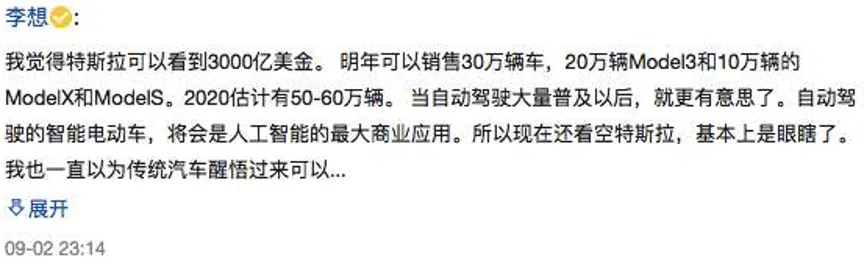 李想:
我觉得特斯拉可以看到3000亿美金。 明年可以销售30万辆车，20万辆Model3和10万辆的
ModelX和ModelS。2020估计有50-60万辆。 当自动驾驶大量普及以后，就更有意思了。自动驾
驶的智能电动车，将会是人工智能的最大商业应用。所以现在还看空特斯拉，基本上是眼瞎了。
我也一直以为传统汽车醒悟过来可以...
展开
09-02 23:14